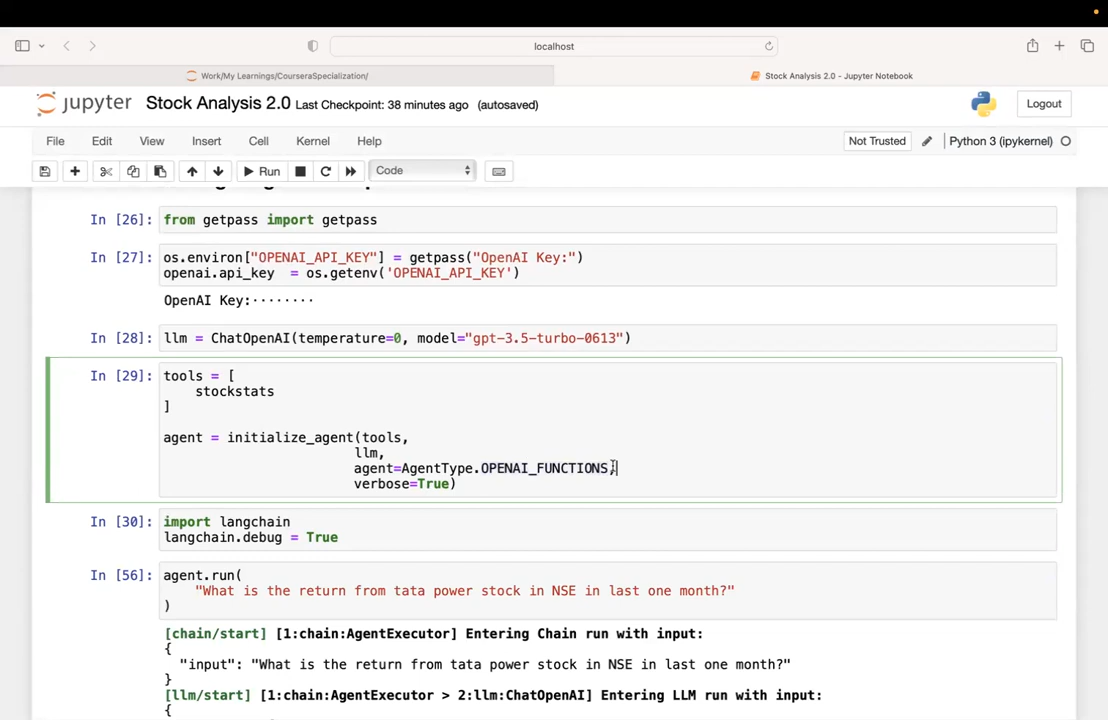 localhost
Work/My Learnings/CourseraSpecialization/
Stock Analysis 2.0 - Jupyter Notebook
jupyter Stock Analysis 2.0 Last Checkpoint: 38 minutes ago (autosaved)
Logout
File Edit View Insert Cell Kernel Help
Not Trusted
Python 3 (ipykernel)
Run
Code
In [26]: from getpass import getpass
In [27]: os.environ["OPENAI_API_KEY"] = getpass("OpenAI Key:")
openai.api_key  = os.getenv('OPENAI_API_KEY')
OpenAI Key:········
In [28]: llm = ChatOpenAI(temperature=0, model="gpt-3.5-turbo-0613")
In [29]: tools = [
stockstats
]
agent = initialize_agent(tools,
llm,
agent=AgentType.OPENAI_FUNCTIONS,
verbose=True)
In [30]: import langchain
langchain.debug = True
In [56]: agent.run(
"What is the return from tata power stock in NSE in last one month?"
)
[chain/start] [1:chain:AgentExecutor] Entering Chain run with input:
{
"input": "What is the return from tata power stock in NSE in last one month?"
}
[llm/start] [1:chain:AgentExecutor > 2:llm:ChatOpenAI] Entering LLM run with input:
{